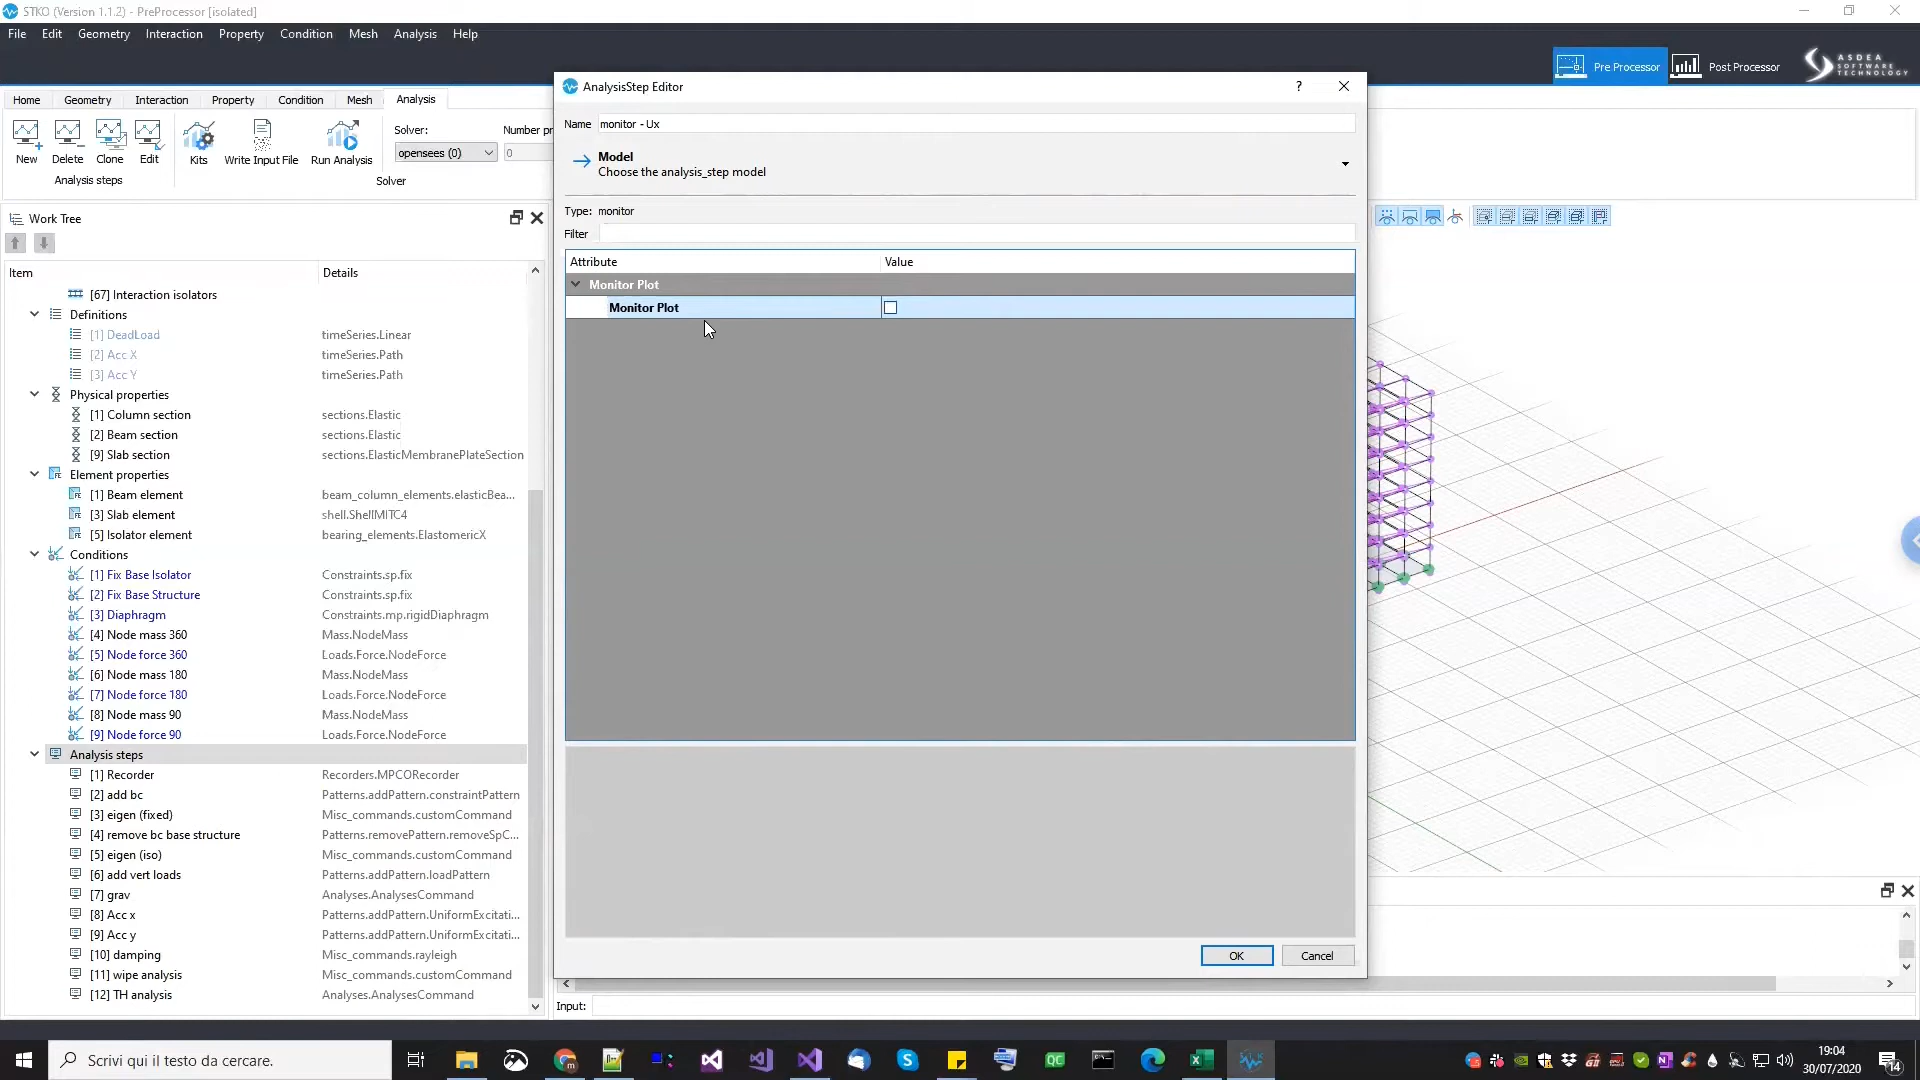 STKO (Version 1.1.2) - PreProcessor [isolated]
File Edit Geometry Interaction Property Condition Mesh Analysis Help
Pre Processor
Post Processor
ASDEA
SOFTWARE
TECHNOLOGY
Home Geometry Interaction Property Condition Mesh Analysis
New Delete Clone Edit
Analysis steps
Kits Write Input File Run Analysis
Solver:
opensees (0)
Number pr
0
Solver
Work Tree
Item Details
[67] Interaction isolators
Definitions
[1] DeadLoad timeSeries.Linear
[2] Acc X timeSeries.Path
[3] Acc Y timeSeries.Path
Physical properties
[1] Column section sections.Elastic
[2] Beam section sections.Elastic
[9] Slab section sections.ElasticMembranePlateSection
Element properties
[1] Beam element beam_column_elements.elasticBea...
[3] Slab element shell.ShellMITC4
[5] Isolator element bearing_elements.ElastomericX
Conditions
[1] Fix Base Isolator Constraints.sp.fix
[2] Fix Base Structure Constraints.sp.fix
[3] Diaphragm Constraints.mp.rigidDiaphragm
[4] Node mass 360 Mass.NodeMass
[5] Node force 360 Loads.Force.NodeForce
[6] Node mass 180 Mass.NodeMass
[7] Node force 180 Loads.Force.NodeForce
[8] Node mass 90 Mass.NodeMass
[9] Node force 90 Loads.Force.NodeForce
Analysis steps
[1] Recorder Recorders.MPCORecorder
[2] add bc Patterns.addPattern.constraintPattern
[3] eigen (fixed) Misc_commands.customCommand
[4] remove bc base structure Patterns.removePattern.removeSpC...
[5] eigen (iso) Misc_commands.customCommand
[6] add vert loads Patterns.addPattern.loadPattern
[7] grav Analyses.AnalysesCommand
[8] Acc x Patterns.addPattern.UniformExcitati...
[9] Acc y Patterns.addPattern.UniformExcitati...
[10] damping Misc_commands.rayleigh
[11] wipe analysis Misc_commands.customCommand
[12] TH analysis Analyses.AnalysesCommand
AnalysisStep Editor
?
Name monitor - Ux
Model
Choose the analysis_step model
Type: monitor
Filter
Attribute Value
Monitor Plot
Monitor Plot
OK Cancel
Input:
Scrivi qui il testo da cercare.
QC
19:04
30/07/2020
14